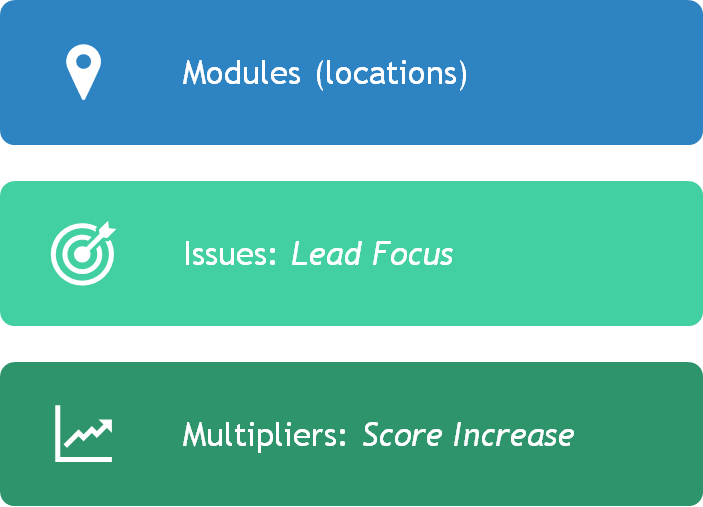 Modules (locations)
Issues: Lead Focus
Multipliers: Score Increase